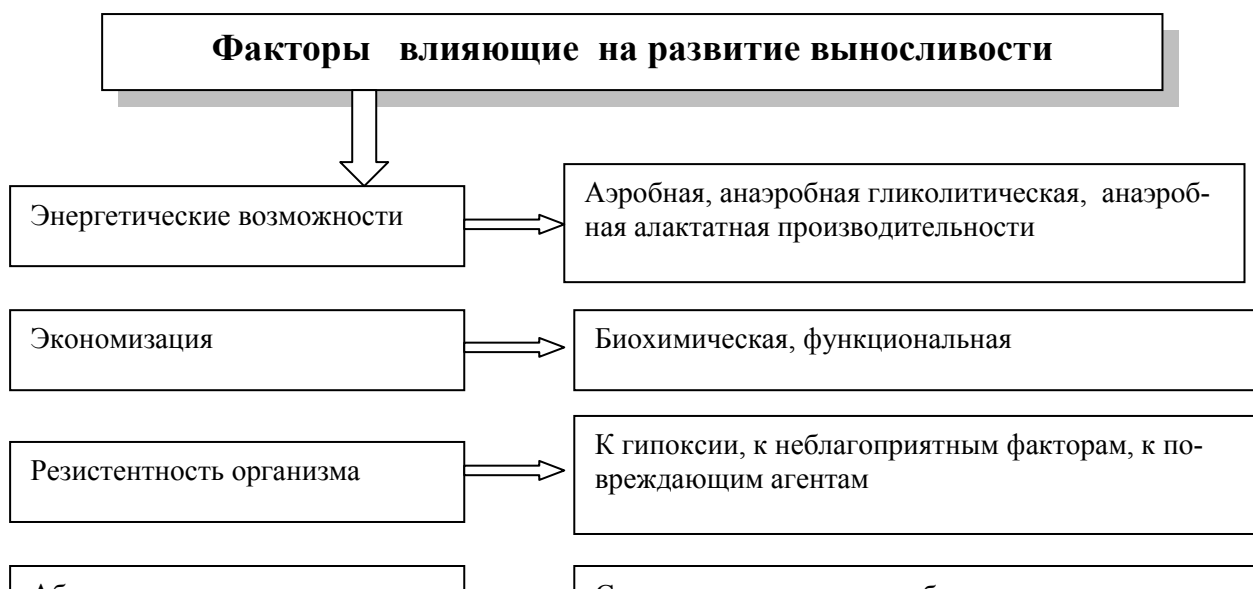 Факторы влияющие на развитие выносливости
Энергетические возможности
Аэробная, анаэробная гликолитическая, анаэроб-
ная алактатная производительности
Экономизация
Биохимическая, функциональная
Резистентность организма
К гипоксии, к неблагоприятным факторам, к по-
вреждающим агентам